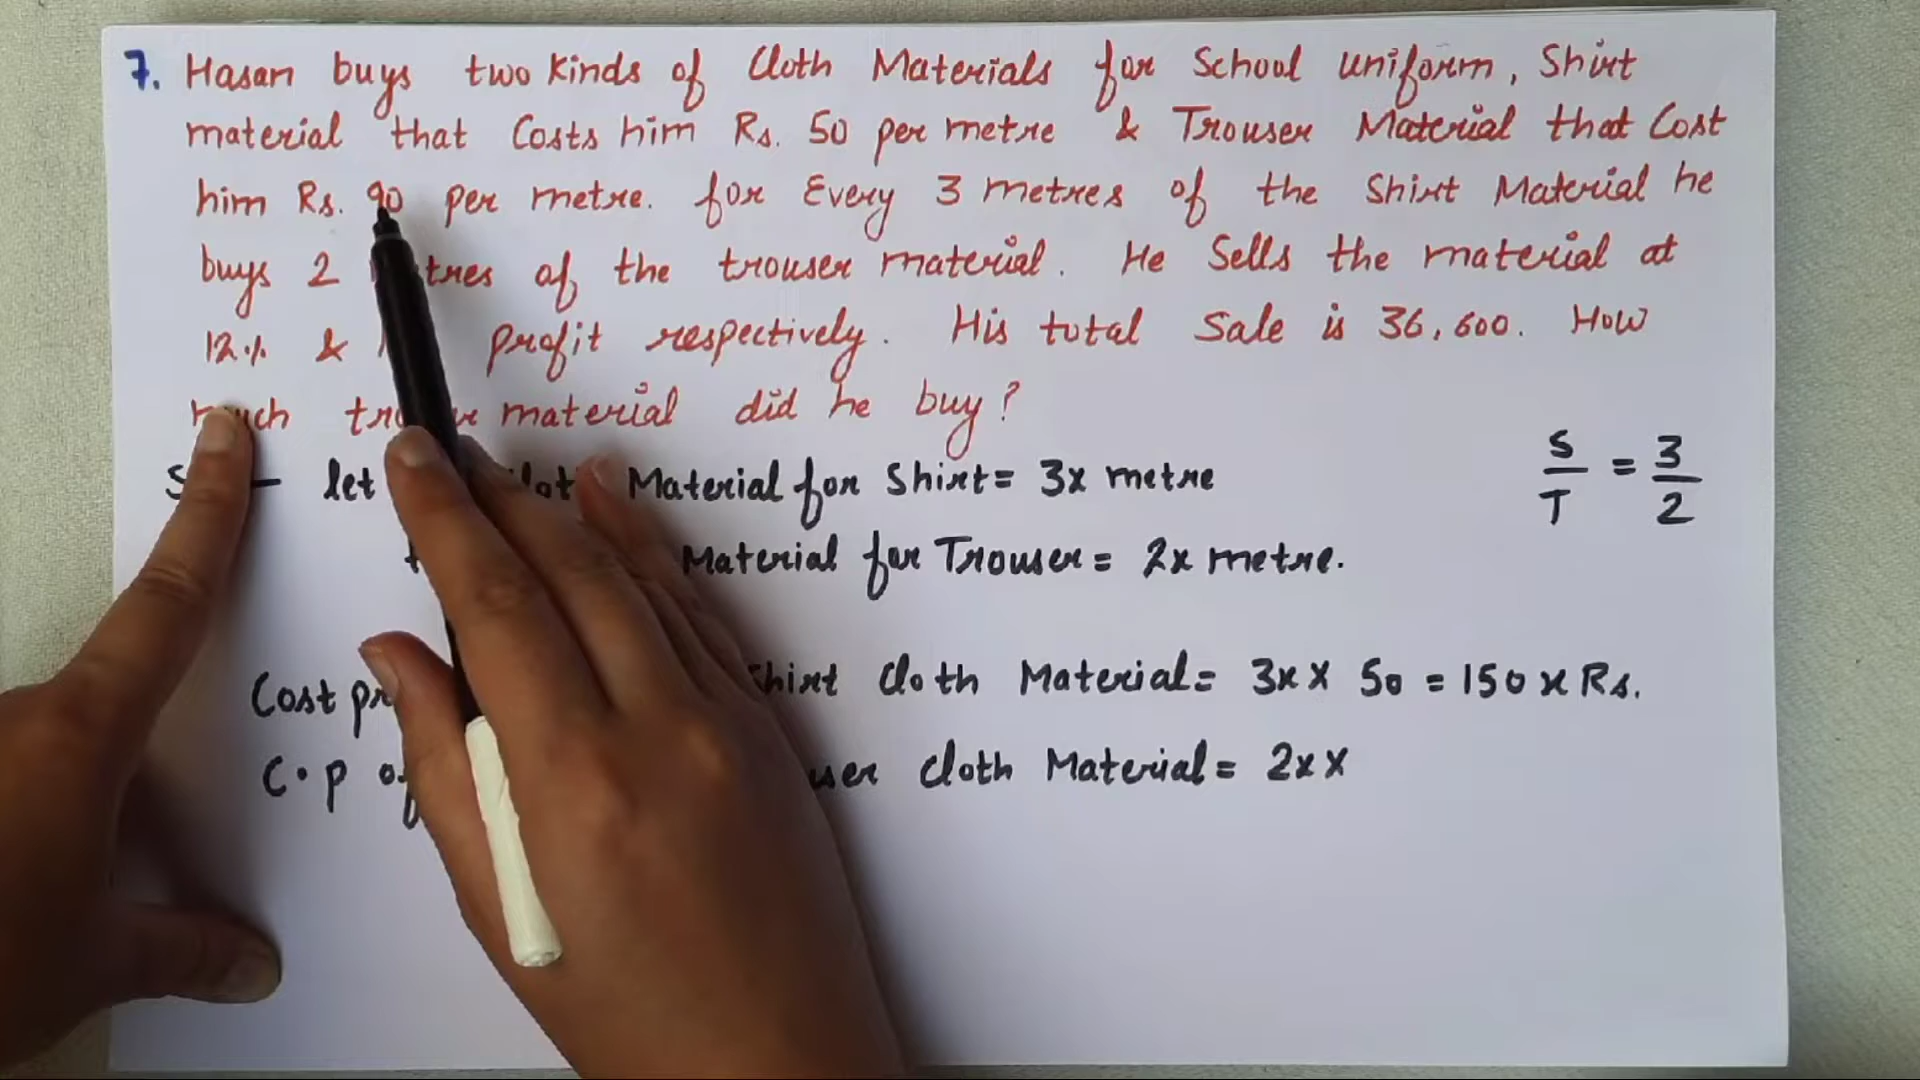 7. Hasan buys two Kinds of Cloth Materials for School uniform, Shirt
material that Costs him Rs. 50 per metre & Trouser Material that Cost
him Rs. 90 per metre. for Every 3 metres of the Shirt Material he
buys 2 of the trouser material. He Sells the material at
12% & profit respectively. His total Sale is 36,600. How
material did he buy?
S/T = 3/2
let Material for Shirt = 3x metre
Material for Trouser = 2x metre.
Cost Cloth Material = 3x X 50 = 150x Rs.
C.P of Cloth Material = 2x X